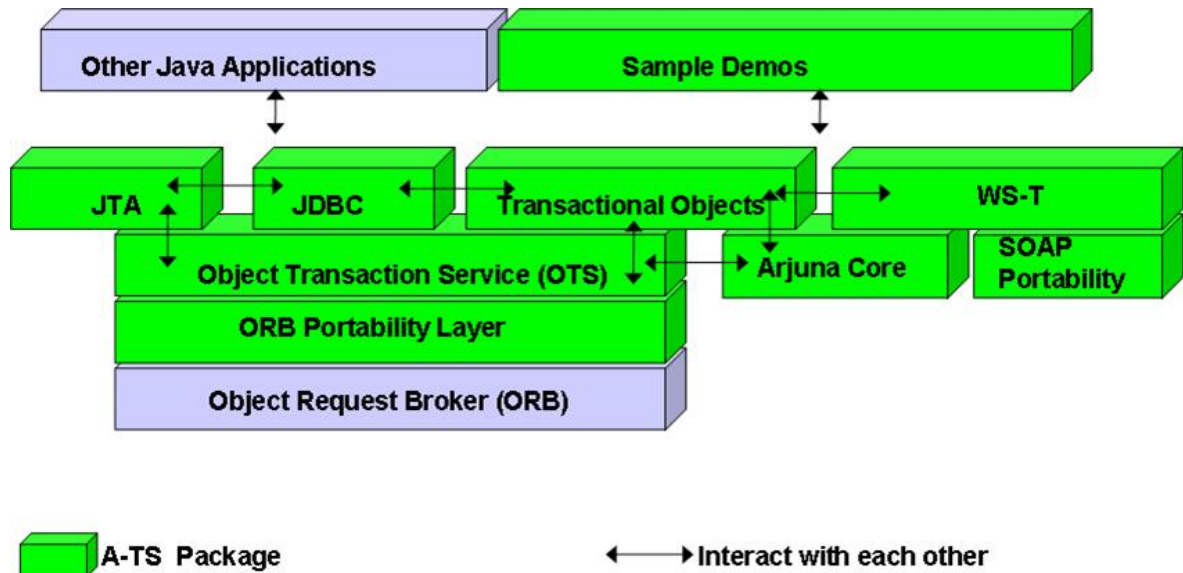 Other Java Applications
Sample Demos
JTA
JDBC
Transactional Objects
WS-T
Object Transaction Service (OTS)
Arjuna Core
SOAP
Portability
ORB Portability Layer
Object Request Broker (ORB)
A-TS Package
Interact with each other